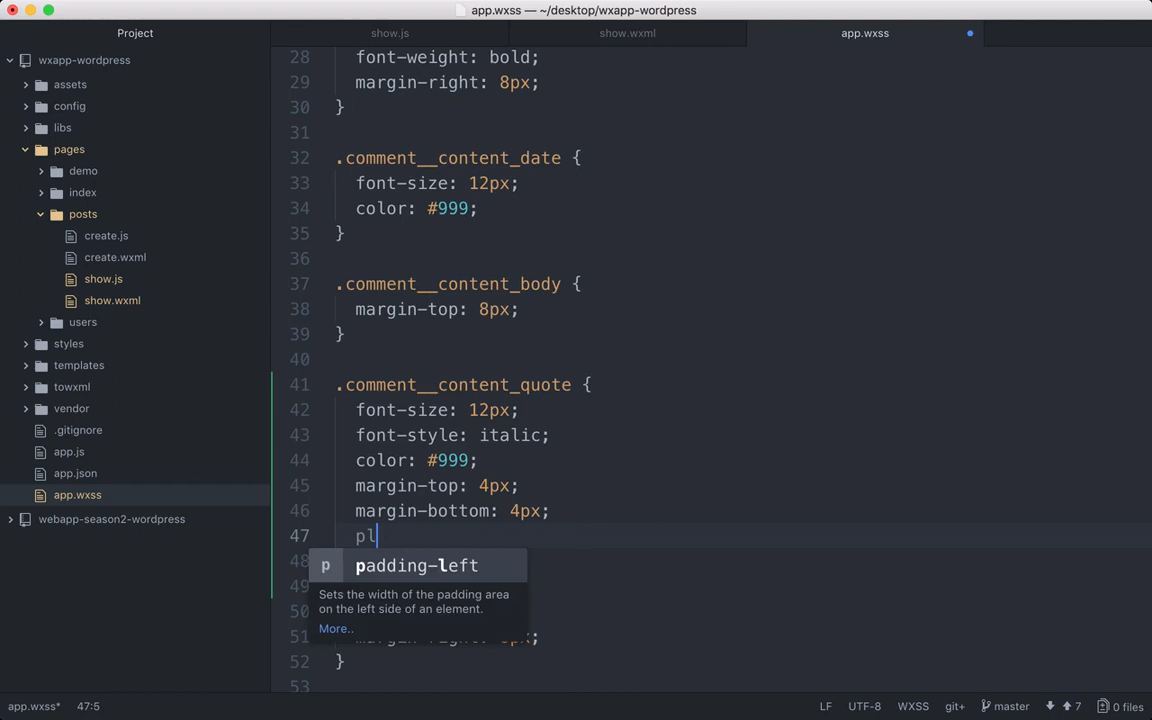 app.wxss — ~/desktop/wxapp-wordpress
Project
show.js
show.wxml
app.wxss
wxapp-wordpress
assets
config
libs
pages
demo
index
posts
create.js
create.wxml
show.js
show.wxml
users
styles
templates
towxml
vendor
.gitignore
app.js
app.json
app.wxss
webapp-season2-wordpress
28 font-weight: bold;
29 margin-right: 8px;
30 }
31
32 .comment__content_date {
33 font-size: 12px;
34 color: #999;
35 }
36
37 .comment__content_body {
38 margin-top: 8px;
39 }
40
41 .comment__content_quote {
42 font-size: 12px;
43 font-style: italic;
44 color: #999;
45 margin-top: 4px;
46 margin-bottom: 4px;
47 pl
48
49
50
51
52 }
53
p padding-left
Sets the width of the padding area
on the left side of an element.
More..
app.wxss* 47:5 LF UTF-8 WXSS git+ master 7 0 files